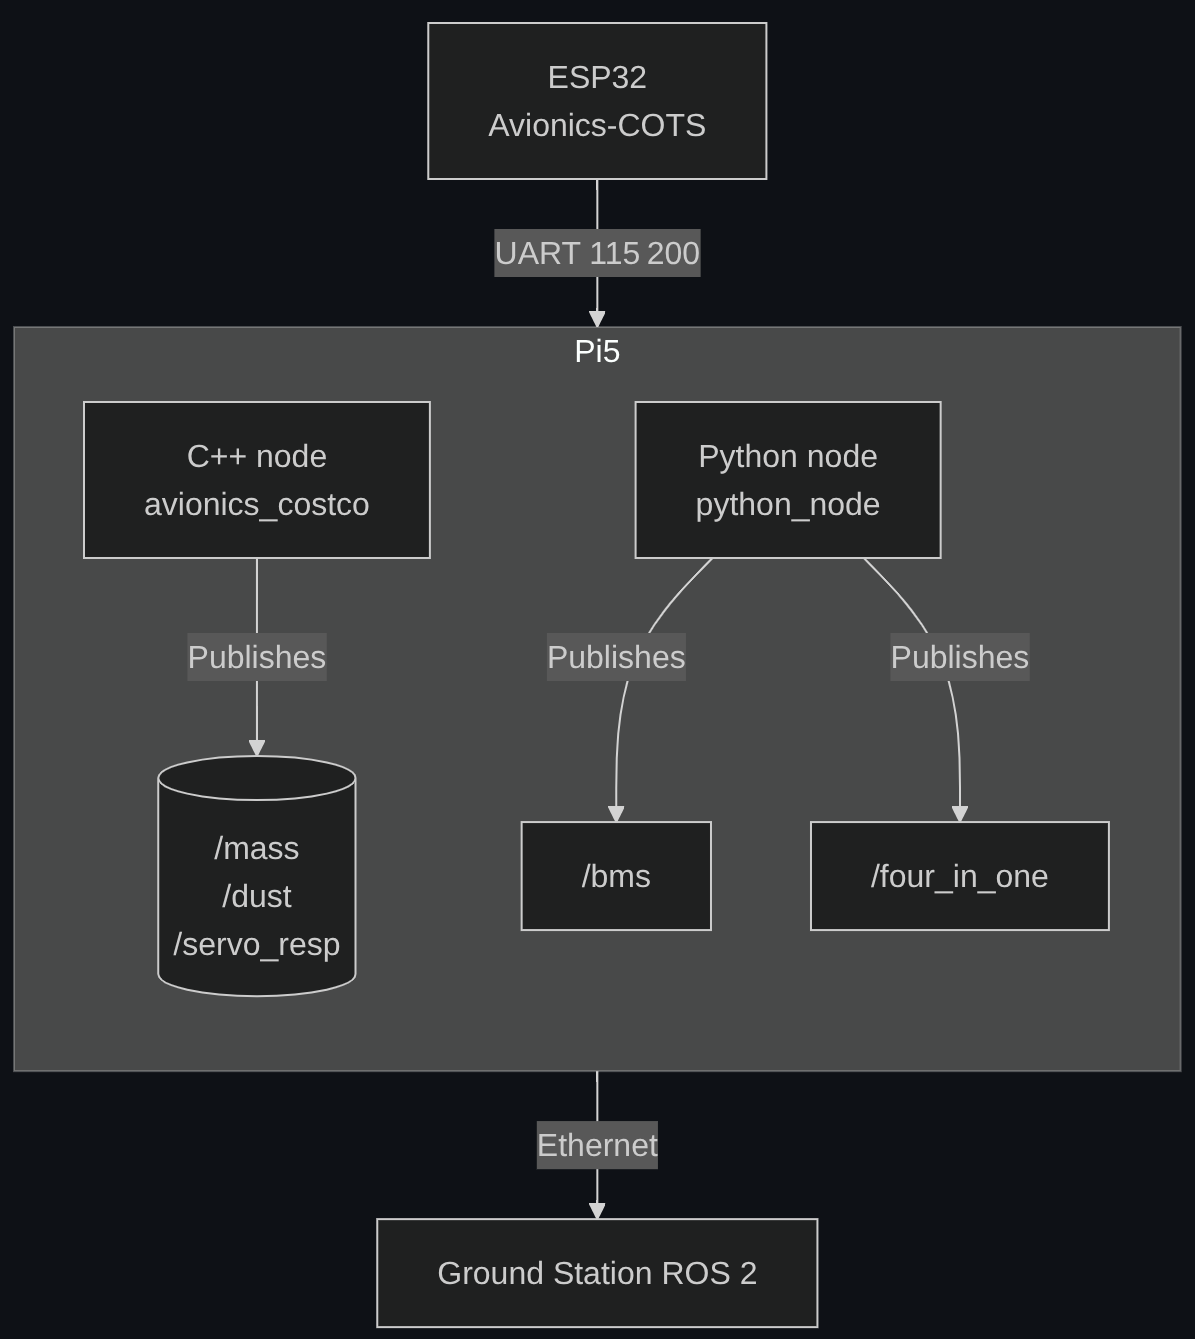 ESP32
Avionics-COTS
UART 115 200
Pi5
C++ node
avionics_costco
Python node
python_node
Publishes
Publishes
Publishes
/mass
/dust
/servo_resp
/bms
/four_in_one
Ethernet
Ground Station ROS 2